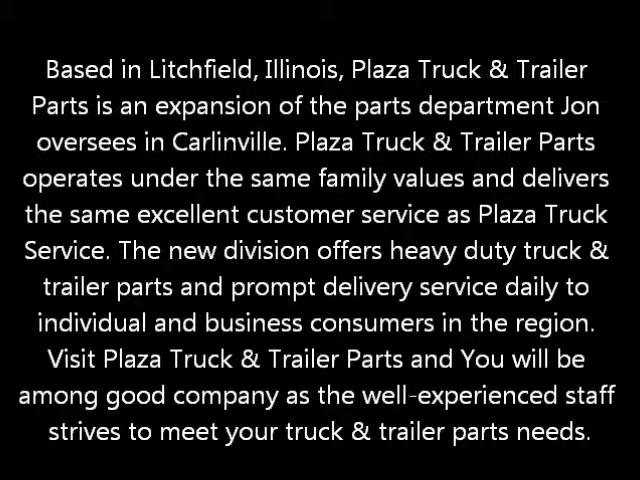 Based in Litchfield, Illinois, Plaza Truck & Trailer
Parts is an expansion of the parts department Jon
oversees in Carlinville. Plaza Truck & Trailer Parts
operates under the same family values and delivers
the same excellent customer service as Plaza Truck
Service. The new division offers heavy duty truck &
trailer parts and prompt delivery service daily to
individual and business consumers in the region.
Visit Plaza Truck & Trailer Parts and You will be
among good company as the well-experienced staff
strives to meet your truck & trailer parts needs.